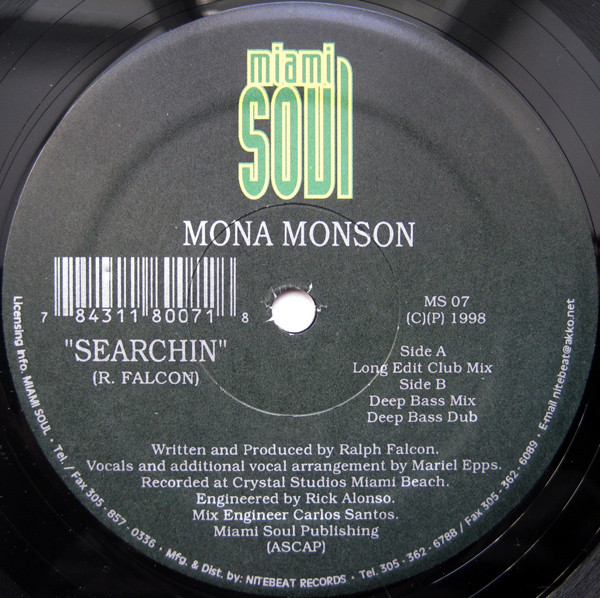 miami
SOUL
MONA MONSON
7 84311 80071 8
"SEARCHIN"
(R. FALCON)
MS 07
(C)(P) 1998
Side A
Long Edit Club Mix
Side B
Deep Bass Mix
Deep Bass Dub
Written and Produced by Ralph Falcon.
Vocals and additional vocal arrangement by Mariel Epps.
Recorded at Crystal Studios Miami Beach.
Engineered by Rick Alonso.
Mix Engineer Carlos Santos.
Miami Soul Publishing
(ASCAP)
Licensing Info. MIAMI SOUL • Tel. / Fax 305 - 857 - 0336 • Mfg. & Dist. by: NITEBEAT RECORDS • Tel. 305 - 362 - 6788 / Fax 305 - 362 - 6089 • E-mail nitebeat@akko.net